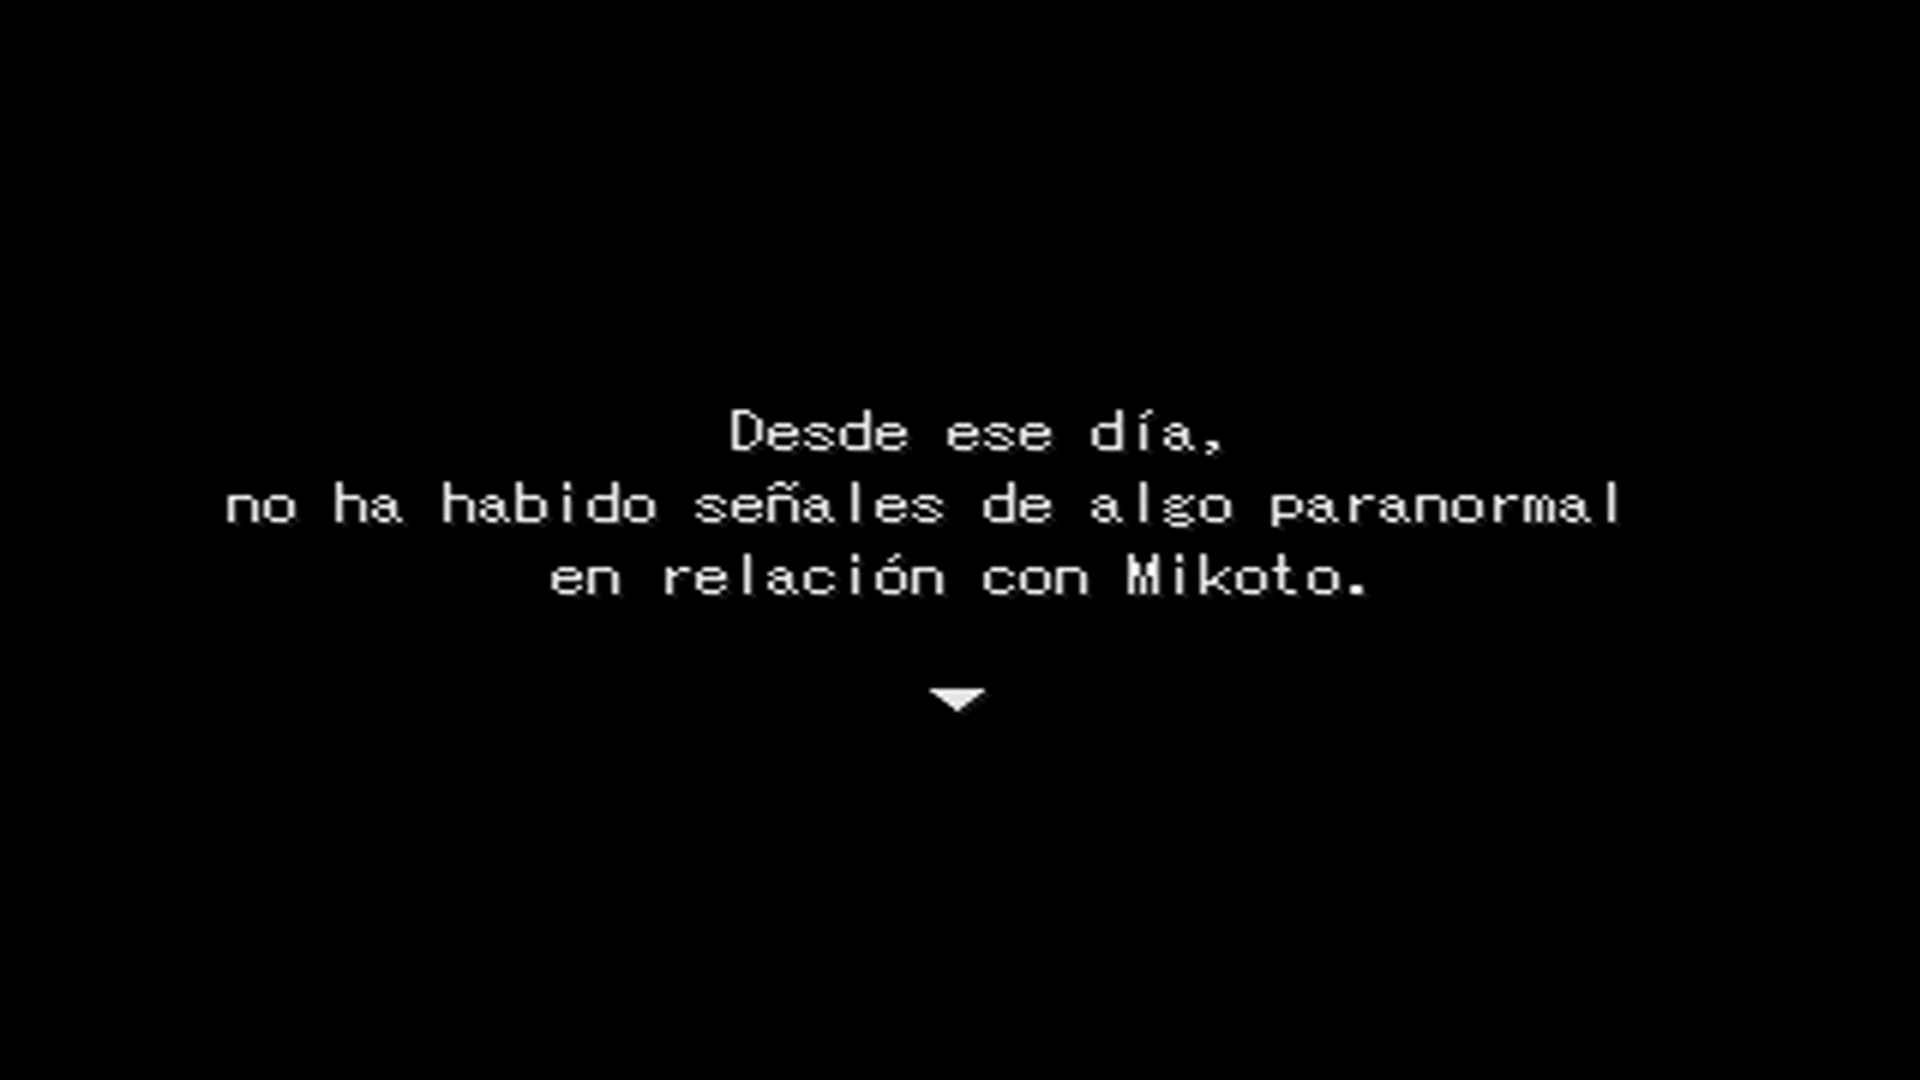 Desde ese día,
no ha habido señales de algo paranormal
en relación con Mikoto.